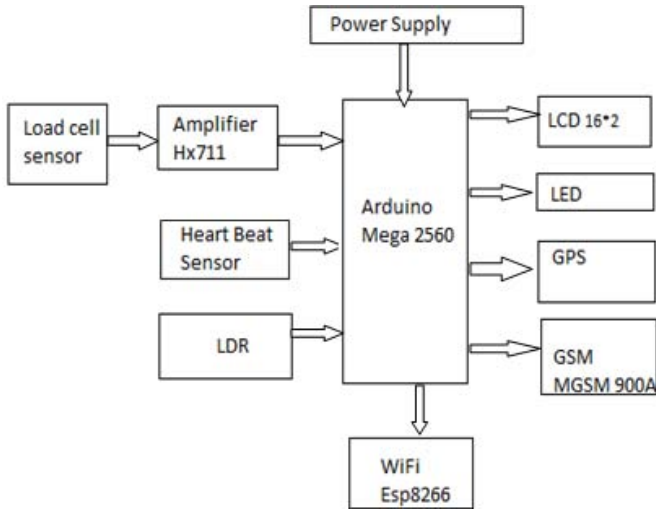 Power Supply
Load cell
sensor
Amplifier
Hx711
Heart Beat
Sensor
LDR
Arduino
Mega 2560
LCD 16*2
LED
GPS
GSM
MGSM 900A
WiFi
Esp8266